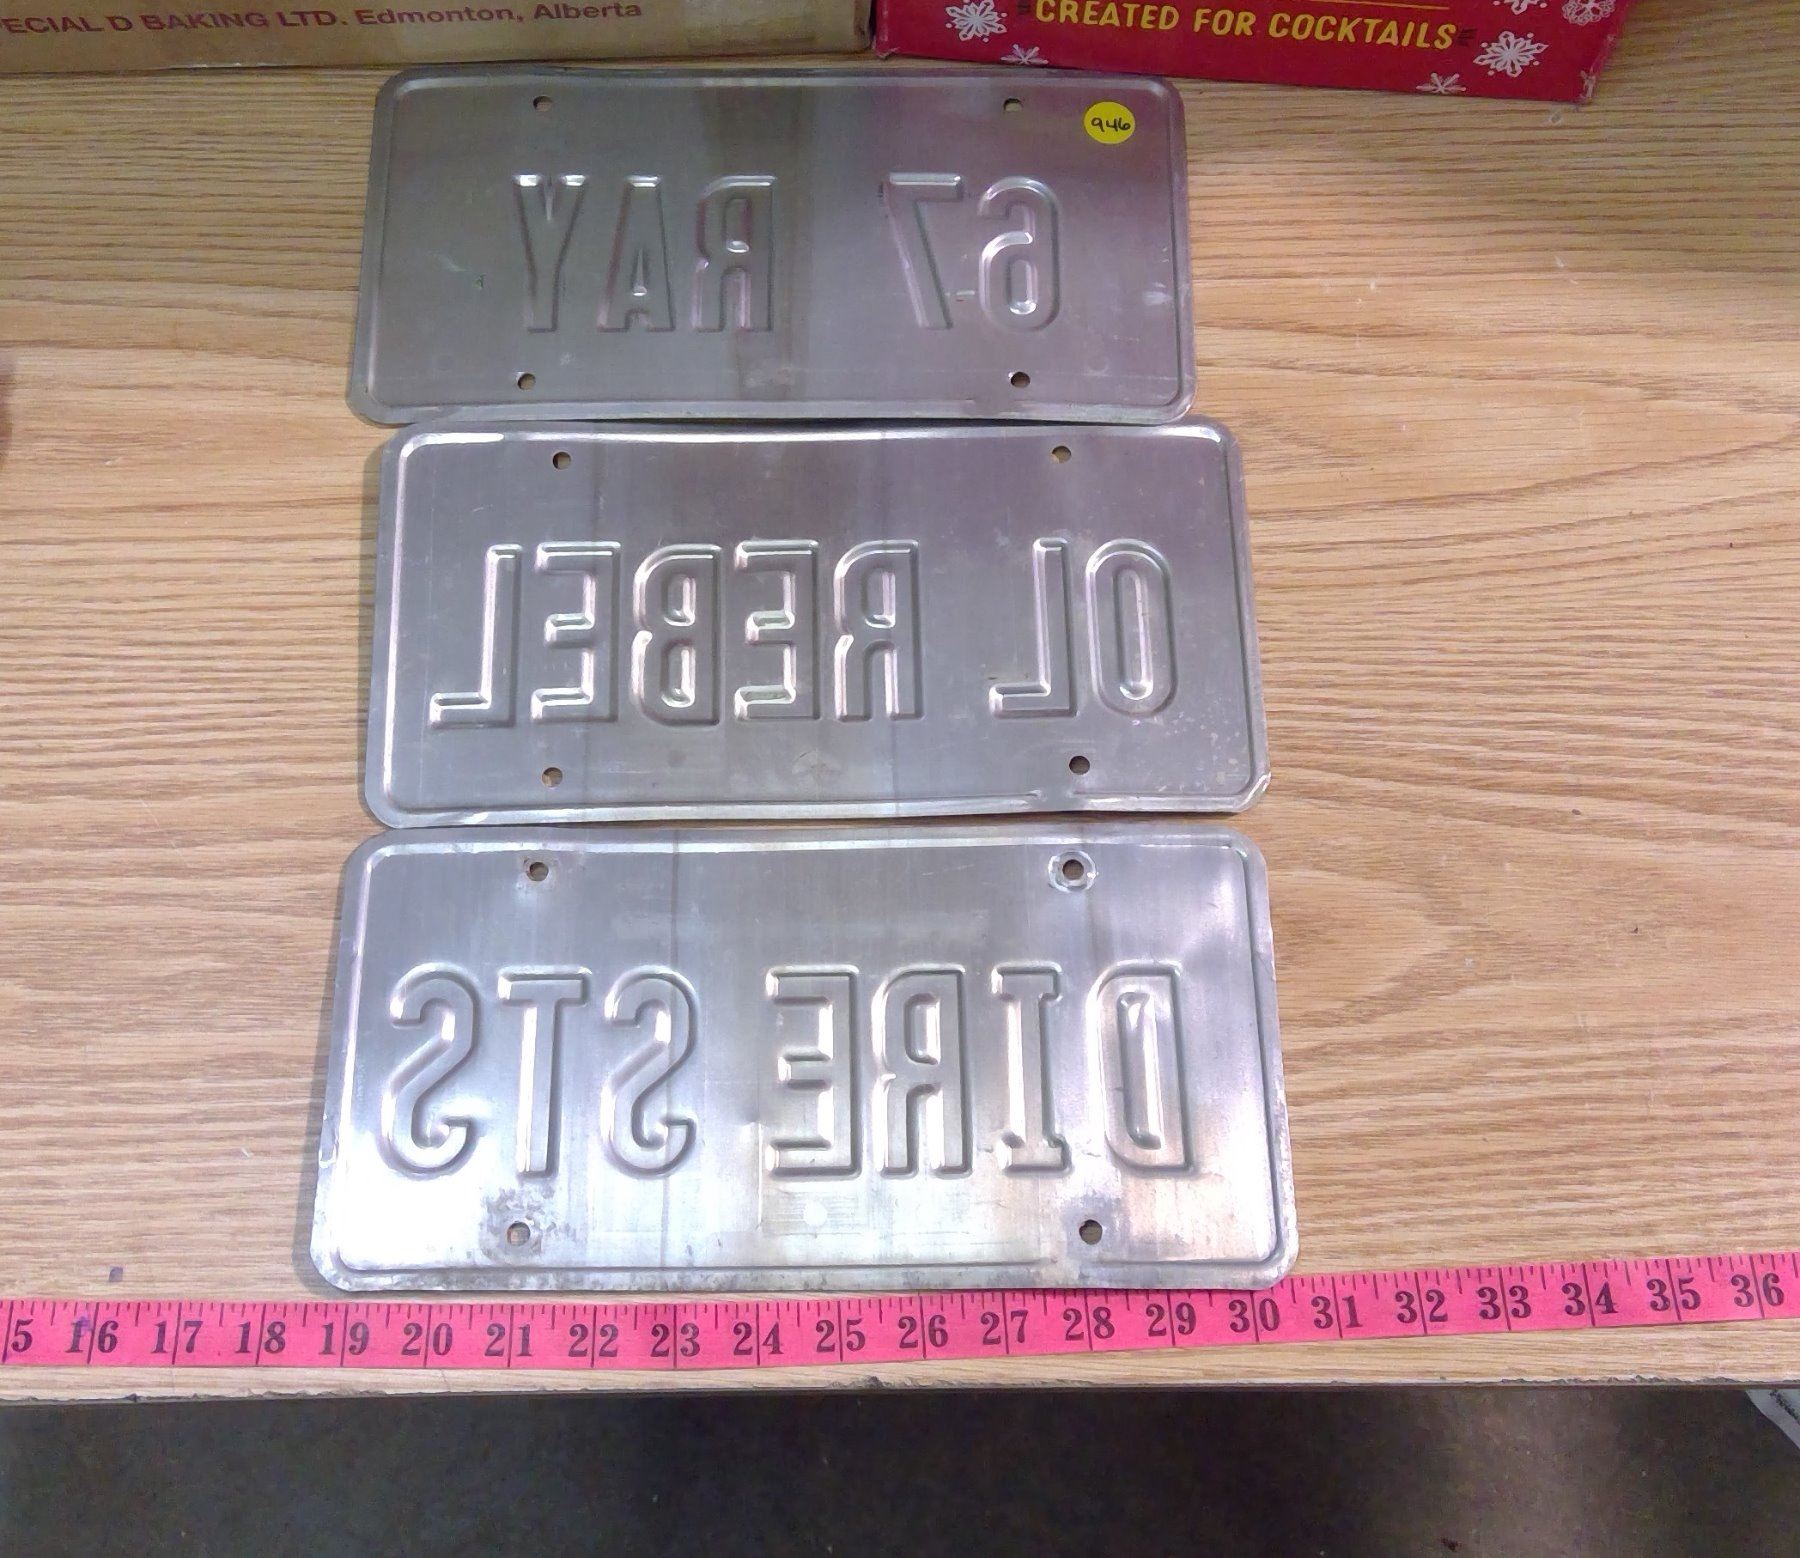 ECIAL D BAKING LTD. Edmonton, Alberta
CREATED FOR COCKTAILS
946
67 RAY
OL REBEL
DIRE STS
5 16 17 18 19 20 21 22 23 24 25 26 27 28 29 30 31 32 33 34 35 36